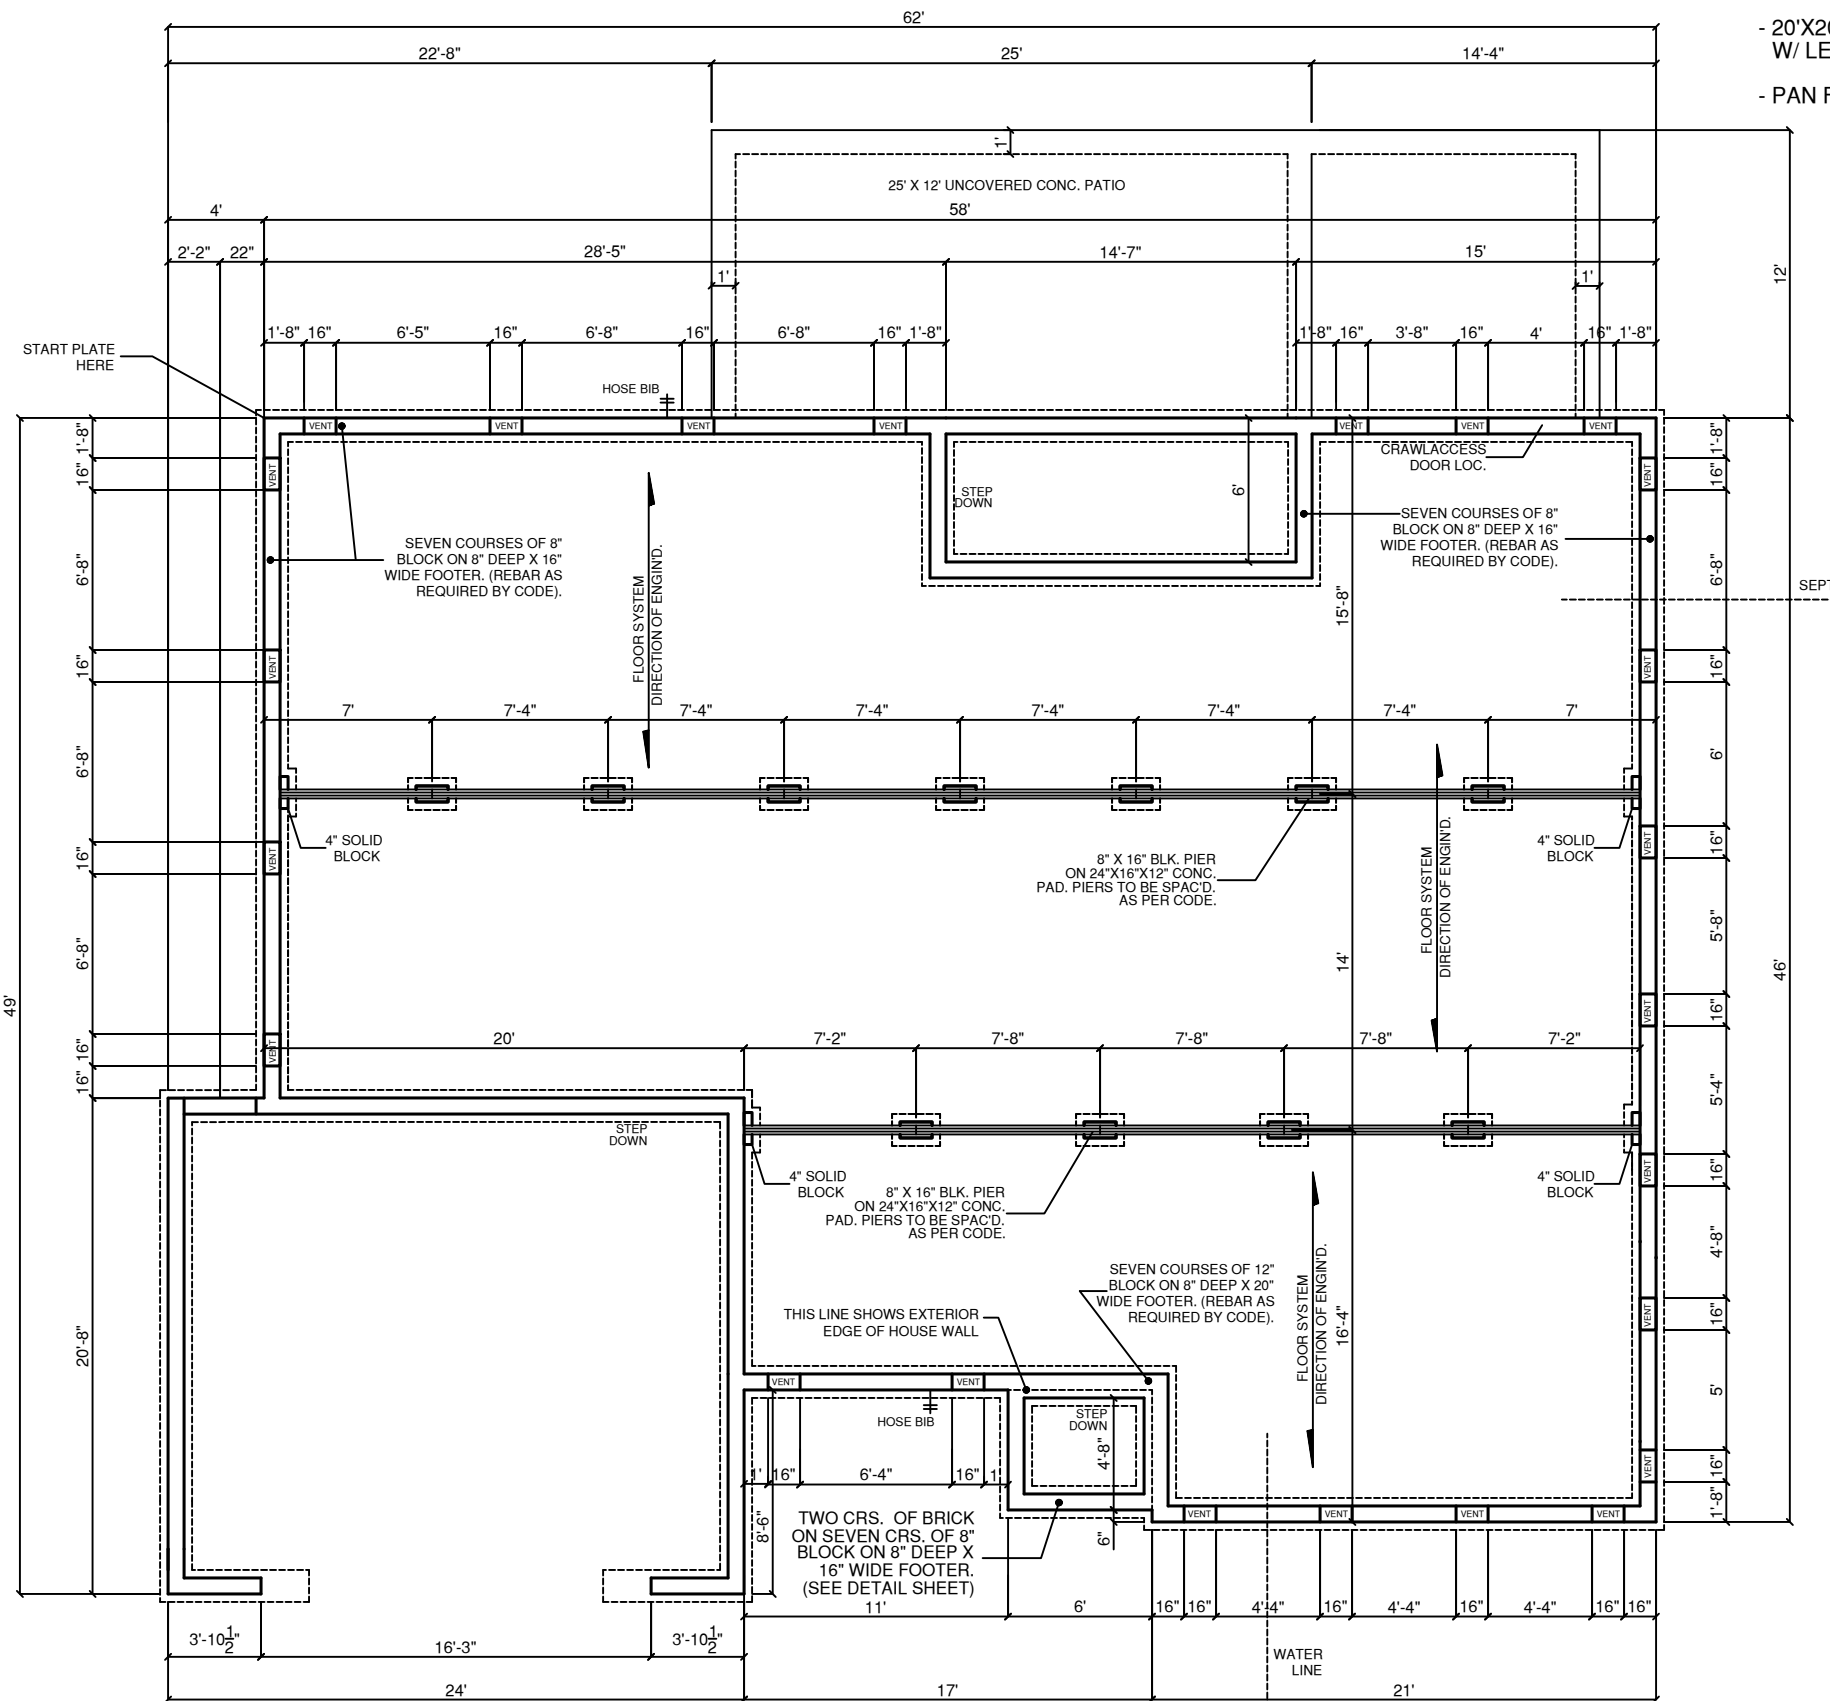 62'
22'-8" 25' 14'-4"
- 20'X20
W/ LE
- PAN F
1'
25' X 12' UNCOVERED CONC. PATIO
4' 58'
2'-2" 22" 28'-5" 14'-7" 15'
1' 1'
12'
1'-8" 16" 6'-5" 16" 6'-8" 16" 6'-8" 16" 1'-8" 1'-8" 16" 3'-8" 16" 4' 16" 1'-8"
START PLATE
HERE
HOSE BIB
VENT VENT VENT VENT VENT VENT VENT
CRAWLACCESS
DOOR LOC.
1'-8"
16"
6'-8"
16"
6'-8"
16"
6'-8"
16"
16"
20'-8"
49'
VENT
VENT
VENT
VENT
STEP
DOWN
6'
SEVEN COURSES OF 8"
BLOCK ON 8" DEEP X 16"
WIDE FOOTER. (REBAR AS
REQUIRED BY CODE).
FLOOR SYSTEM
DIRECTION OF ENGIN'D.
SEVEN COURSES OF 8"
BLOCK ON 8" DEEP X 16"
WIDE FOOTER. (REBAR AS
REQUIRED BY CODE).
15'-8"
SEPT
7' 7'-4" 7'-4" 7'-4" 7'-4" 7'-4" 7'-4" 7'
4" SOLID
BLOCK
8" X 16" BLK. PIER
ON 24"X16"X12" CONC.
PAD. PIERS TO BE SPAC'D.
AS PER CODE.
4" SOLID
BLOCK
FLOOR SYSTEM
DIRECTION OF ENGIN'D.
14'
20' 7'-2" 7'-8" 7'-8" 7'-8" 7'-2"
STEP
DOWN
4" SOLID
BLOCK
8" X 16" BLK. PIER
ON 24"X16"X12" CONC.
PAD. PIERS TO BE SPAC'D.
AS PER CODE.
4" SOLID
BLOCK
SEVEN COURSES OF 12"
BLOCK ON 8" DEEP X 20"
WIDE FOOTER. (REBAR AS
REQUIRED BY CODE).
THIS LINE SHOWS EXTERIOR
EDGE OF HOUSE WALL
FLOOR SYSTEM
DIRECTION OF ENGIN'D.
16'-4"
VENT VENT
HOSE BIB
STEP
DOWN
4'-8"
6"
1' 16" 6'-4" 16" 1'
8'-6"
TWO CRS. OF BRICK
ON SEVEN CRS. OF 8"
BLOCK ON 8" DEEP X
16" WIDE FOOTER.
(SEE DETAIL SHEET)
VENT VENT VENT VENT
VENT
VENT
VENT
VENT
VENT
VENT
VENT
1'-8"
16"
6'-8"
16"
6'
16"
5'-8"
16"
5'-4"
16"
4'-8"
16"
5'
16"
1'-8"
46'
11' 6' 16" 16" 4'-4" 16" 4'-4" 16" 4'-4" 16" 16"
3'-10 1/2" 16'-3" 3'-10 1/2"
WATER
LINE
24' 17' 21'